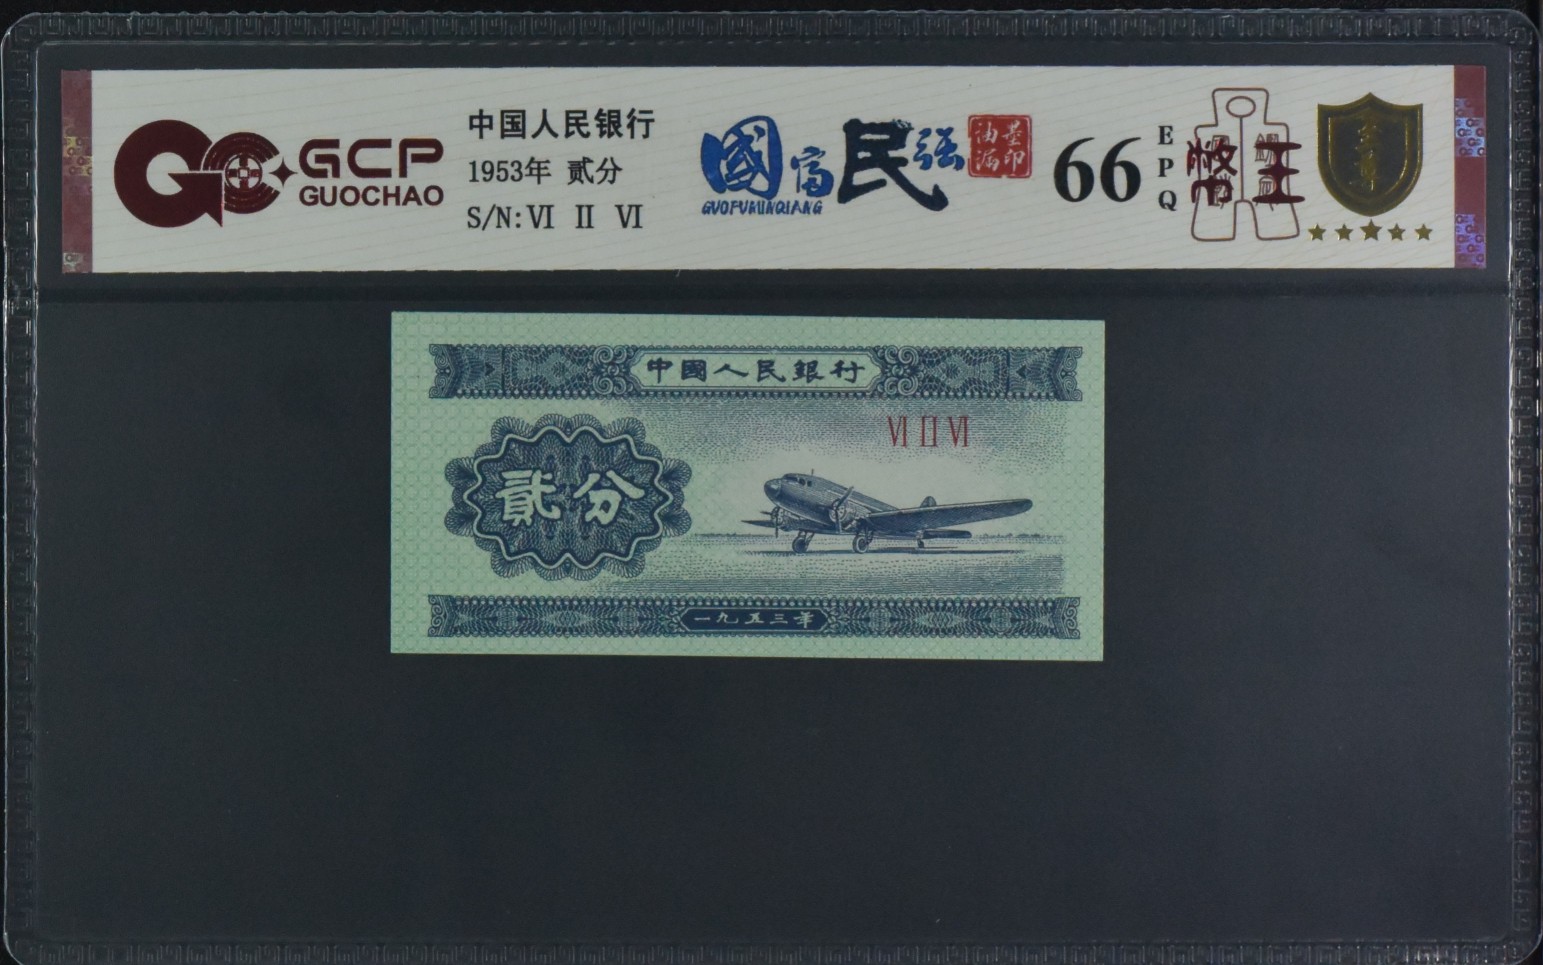 GCP
GUOCHAO
中国人民银行
1953年 贰分
S/N: Ⅵ Ⅱ Ⅵ
國富民强
GUOFUMINQIANG
66
EPQ
中國人民銀行
Ⅵ Ⅱ Ⅵ
貳分
一九五三年